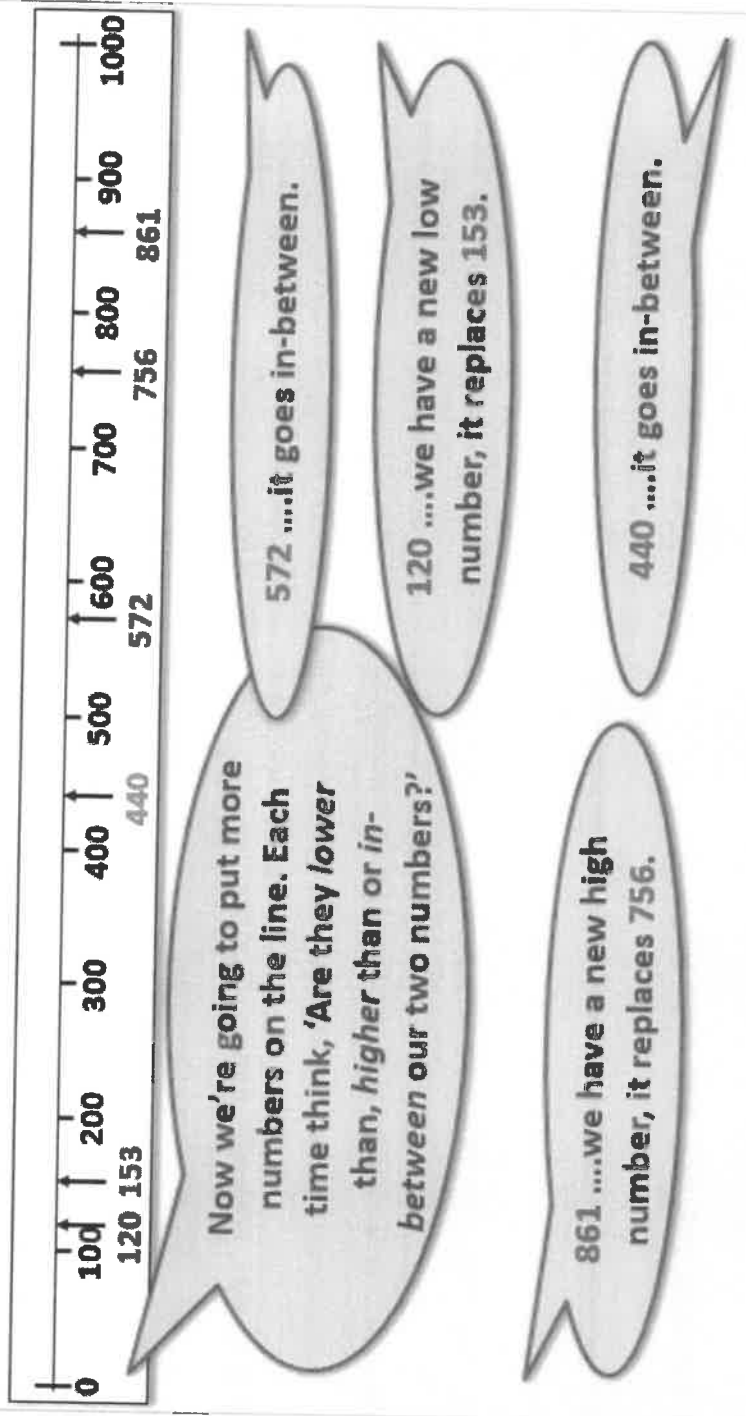 0 100 200 300 400 500 600 700 800 900 1000
120 153 440 572 756 861
Now we're going to put more
numbers on the line. Each
time think, 'Are they lower
than, higher than or in-
between our two numbers?'
572 ....it goes in-between.
120 ....we have a new low
number, it replaces 153.
861 ....we have a new high
number, it replaces 756.
440 ....it goes in-between.